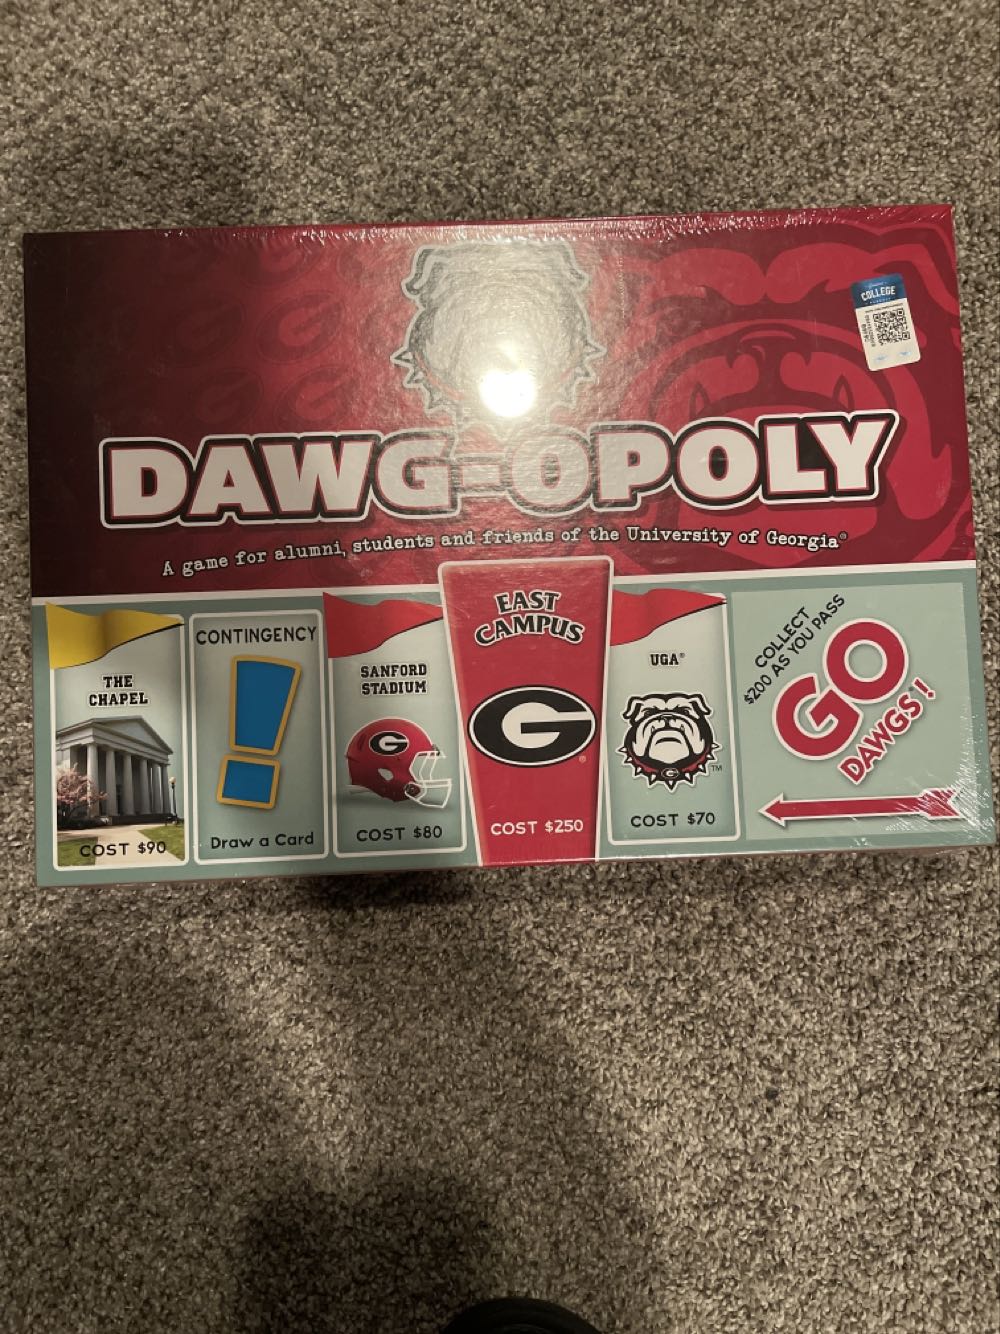 COLLEGE
DAWG-OPOLY
A game for alumni, students and friends of the University of Georgia®
THE
CHAPEL
COST $90
CONTINGENCY
!
Draw a Card
SANFORD
STADIUM
G
COST $80
EAST
CAMPUS
G
®
COST $250
UGA®
G
TM
COST $70
COLLECT
$200 AS YOU PASS
GO
DAWGS!!